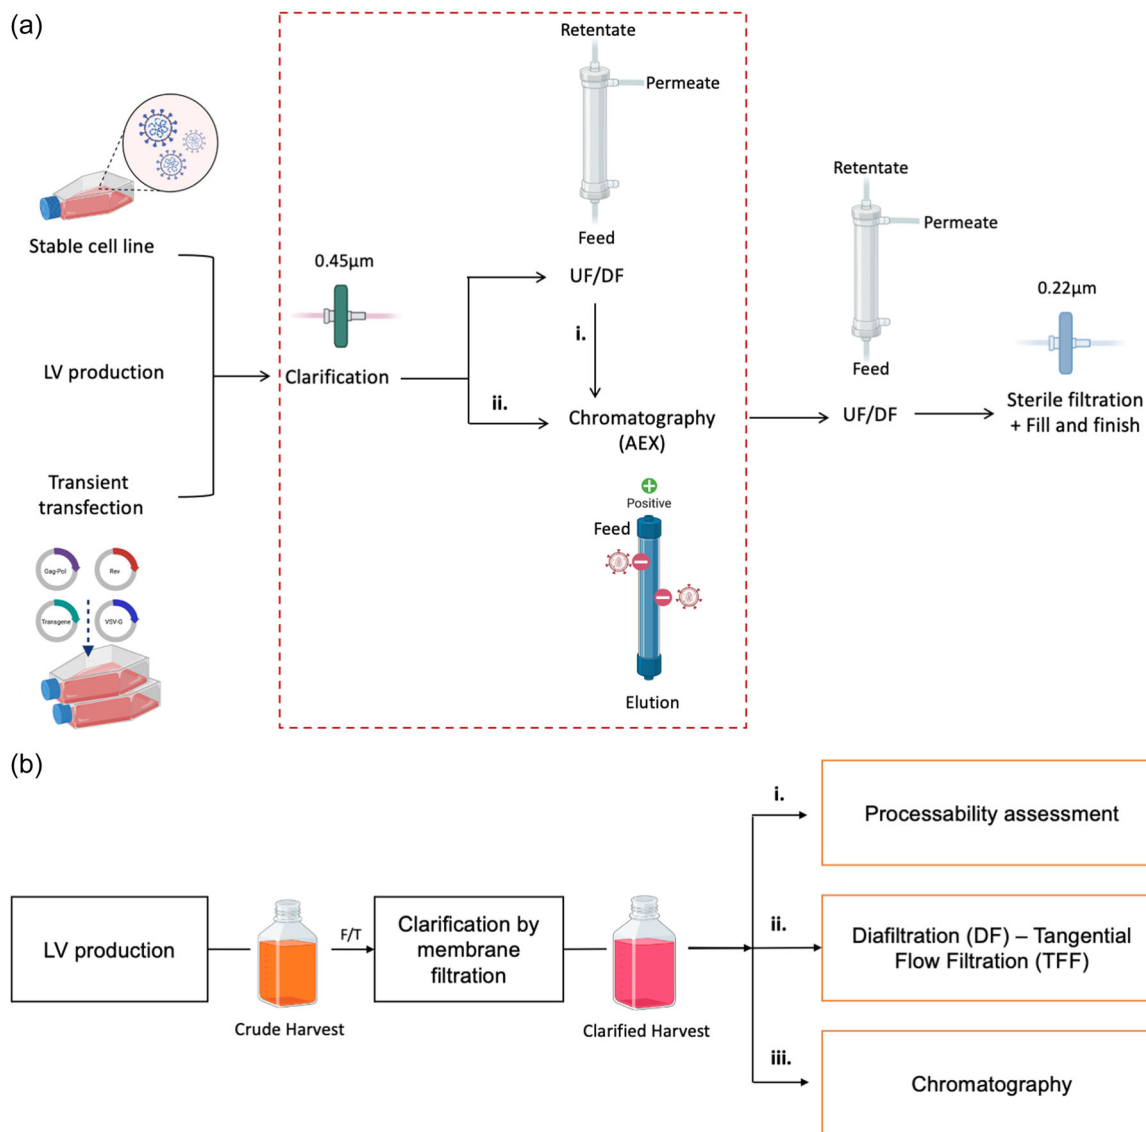 (a)
Retentate
Permeate
Feed
UF/DF
Stable cell line
LV production
Transient
transfection
Gag-Pol
Rev
Transgene
VSV-G
0.45μm
Clarification
i.
ii.
Chromatography
(AEX)
Positive
Feed
Elution
Retentate
Permeate
Feed
UF/DF
0.22μm
Sterile filtration
+ Fill and finish
(b)
LV production
Crude Harvest
F/T
Clarification by
membrane
filtration
Clarified Harvest
i.
Processability assessment
ii.
Diafiltration (DF) – Tangential
Flow Filtration (TFF)
iii.
Chromatography